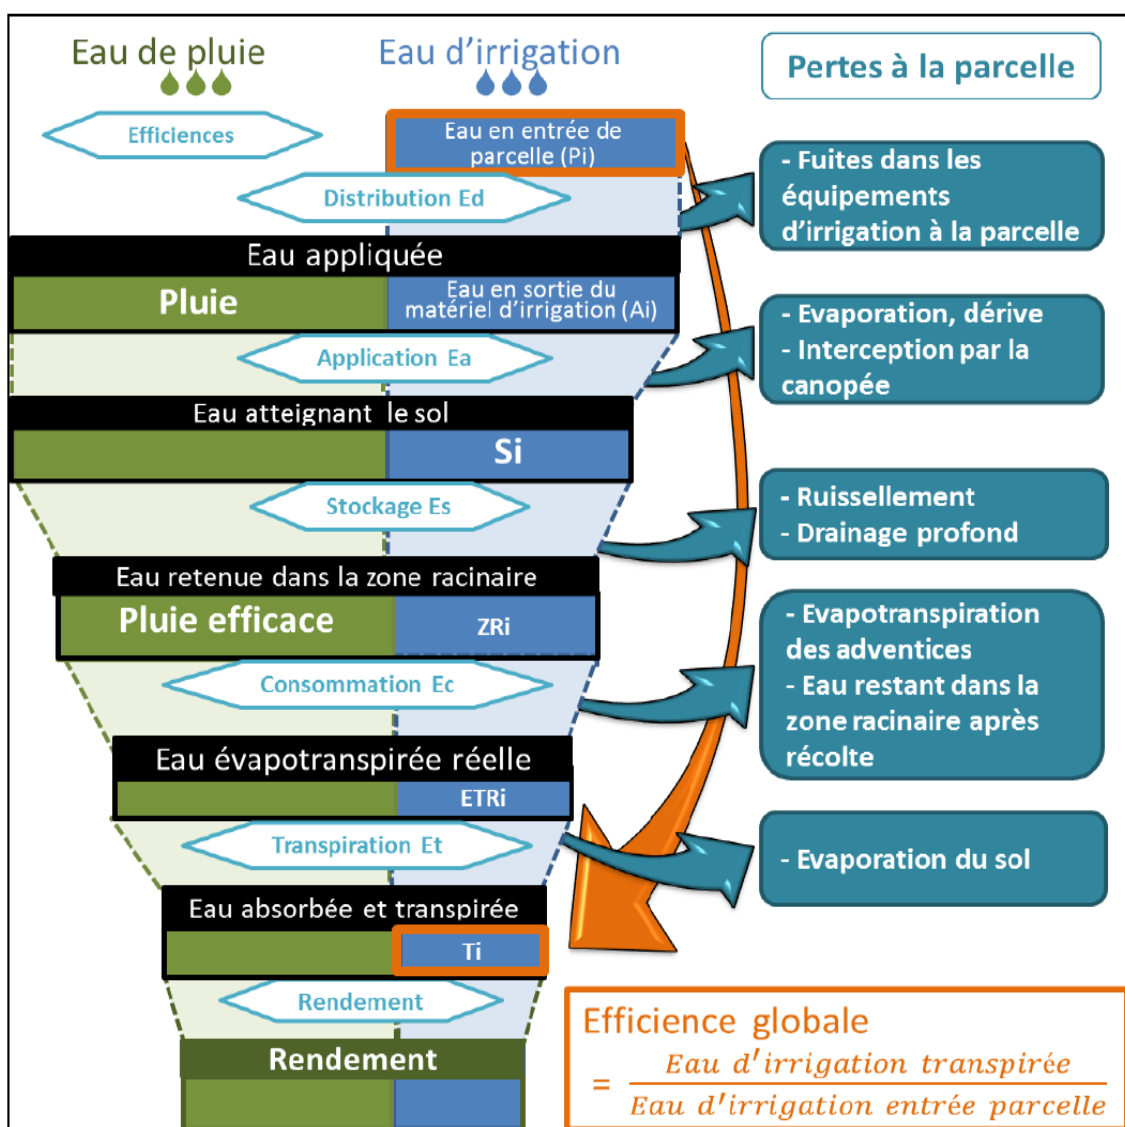 Eau de pluie
Eau d'irrigation
Pertes à la parcelle
Efficiences
Eau en entrée de
parcelle (Pi)
- Fuites dans les
équipements
d'irrigation à la parcelle
Distribution Ed
Eau appliquée
Pluie
Eau en sortie du
matériel d'irrigation (Ai)
- Evaporation, dérive
- Interception par la
canopée
Application Ea
Eau atteignant le sol
Si
Stockage Es
- Ruissellement
- Drainage profond
Eau retenue dans la zone racinaire
Pluie efficace
ZRi
- Evapotranspiration
des adventices
- Eau restant dans la
zone racinaire après
récolte
Consommation Ec
Eau évapotranspirée réelle
ETRi
Transpiration Et
- Evaporation du sol
Eau absorbée et transpirée
Ti
Rendement
Rendement
Efficience globale
= Eau d'irrigation transpirée
Eau d'irrigation entrée parcelle